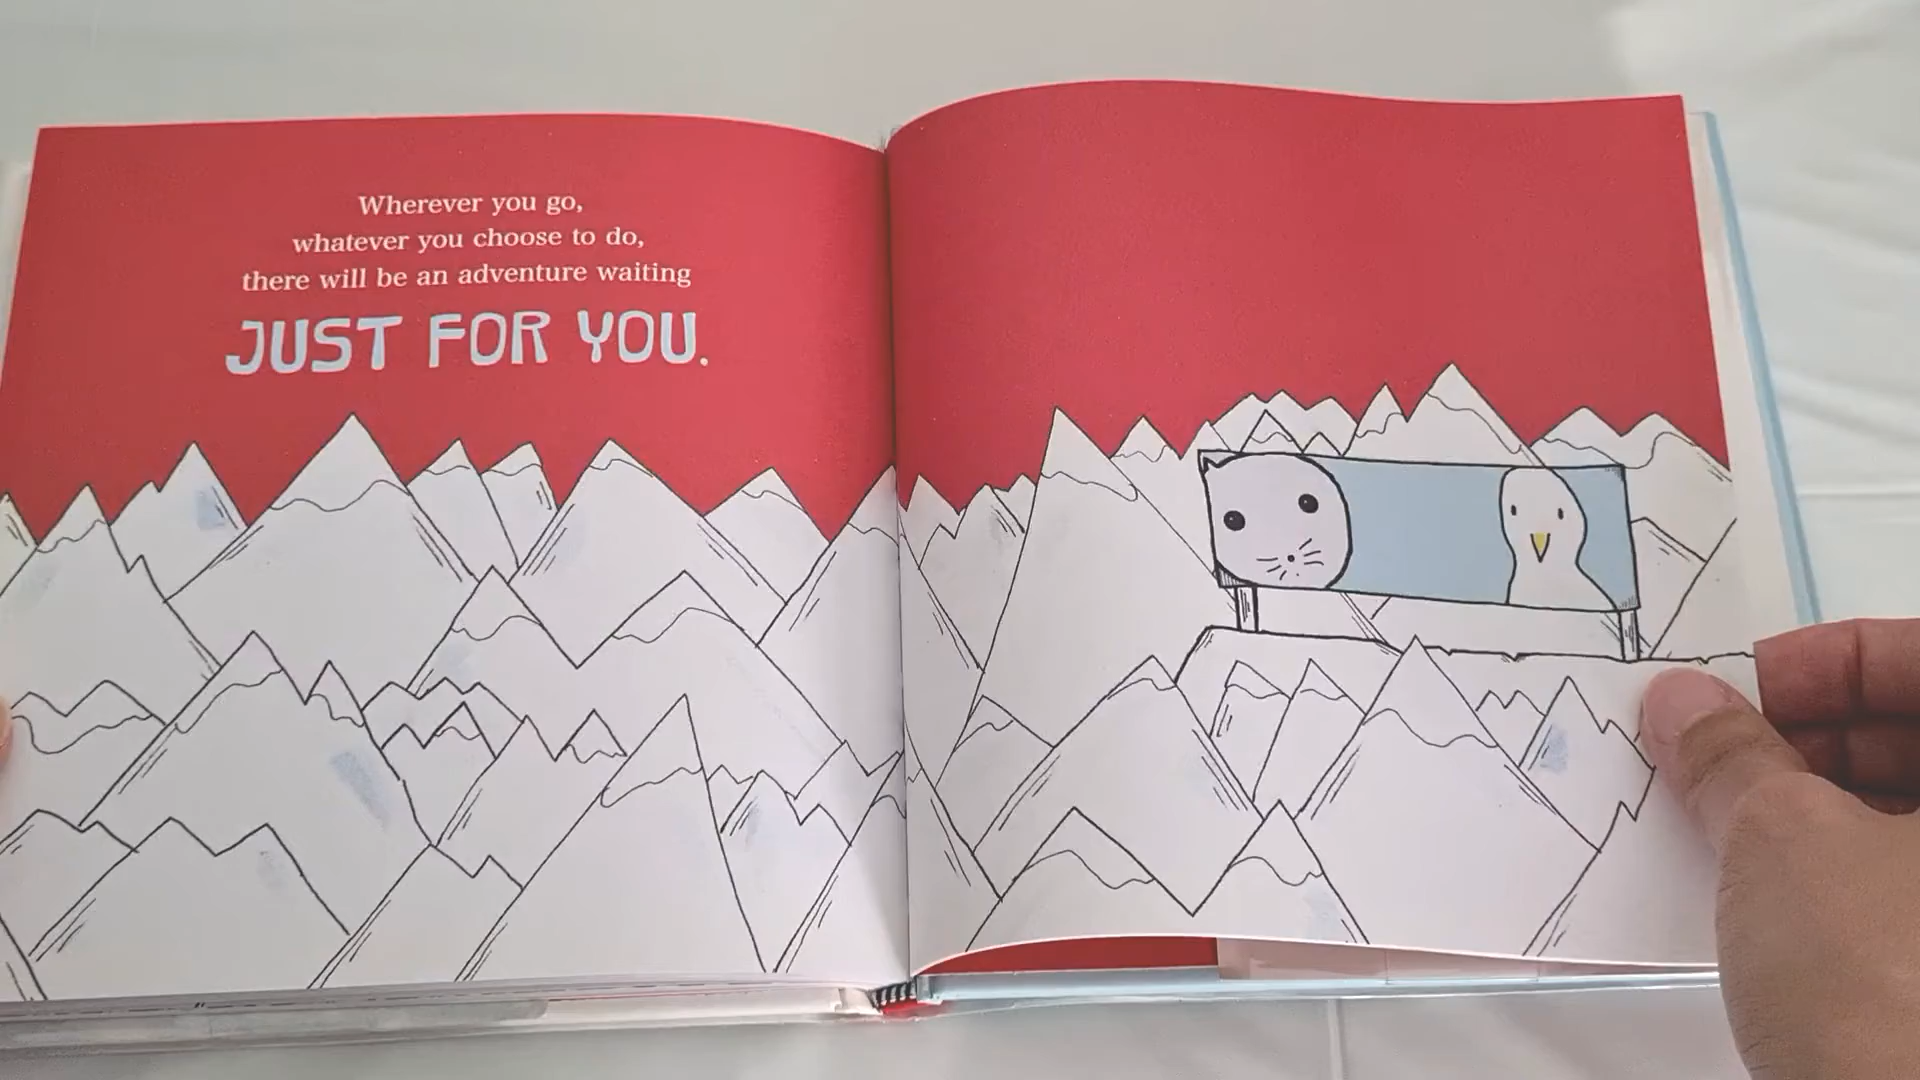 Wherever you go,
whatever you choose to do,
there will be an adventure waiting
JUST FOR YOU.